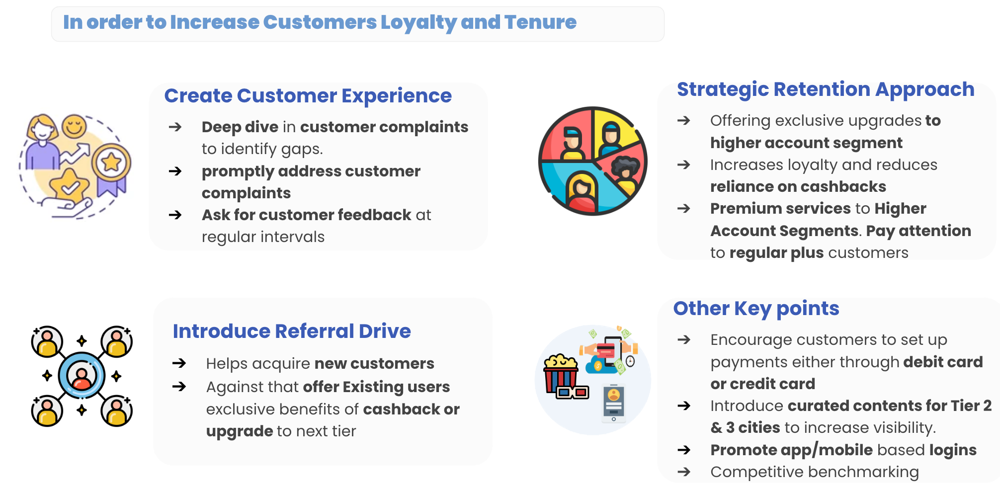 In order to Increase Customers Loyalty and Tenure
Create Customer Experience
➔ Deep dive in customer complaints
to identify gaps.
➔ promptly address customer
complaints
➔ Ask for customer feedback at
regular intervals
Strategic Retention Approach
➔ Offering exclusive upgrades to
higher account segment
➔ Increases loyalty and reduces
reliance on cashbacks
➔ Premium services to Higher
Account Segments. Pay attention
to regular plus customers
Introduce Referral Drive
➔ Helps acquire new customers
➔ Against that offer Existing users
exclusive benefits of cashback or
upgrade to next tier
Other Key points
➔ Encourage customers to set up
payments either through debit card
or credit card
➔ Introduce curated contents for Tier 2
& 3 cities to increase visibility.
➔ Promote app/mobile based logins
➔ Competitive benchmarking